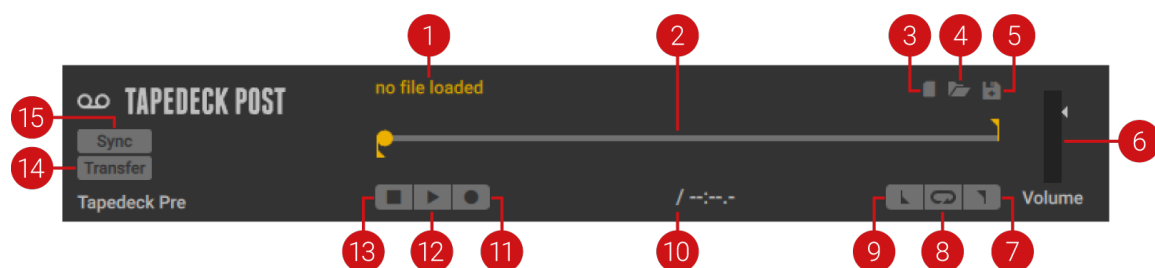 1
2
3
4
5
no file loaded
TAPEDECK POST
15
Sync
6
14
Transfer
Tapedeck Pre
/ --:--.-
Volume
13
12
11
10
9
8
7